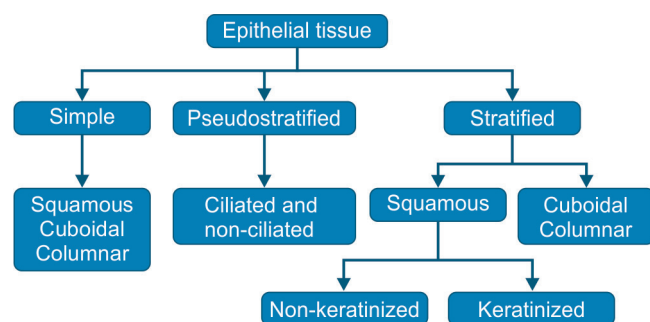 Epithelial tissue
Simple
Pseudostratified
Stratified
Squamous
Cuboidal
Columnar
Ciliated and
non-ciliated
Squamous
Cuboidal
Columnar
Non-keratinized
Keratinized